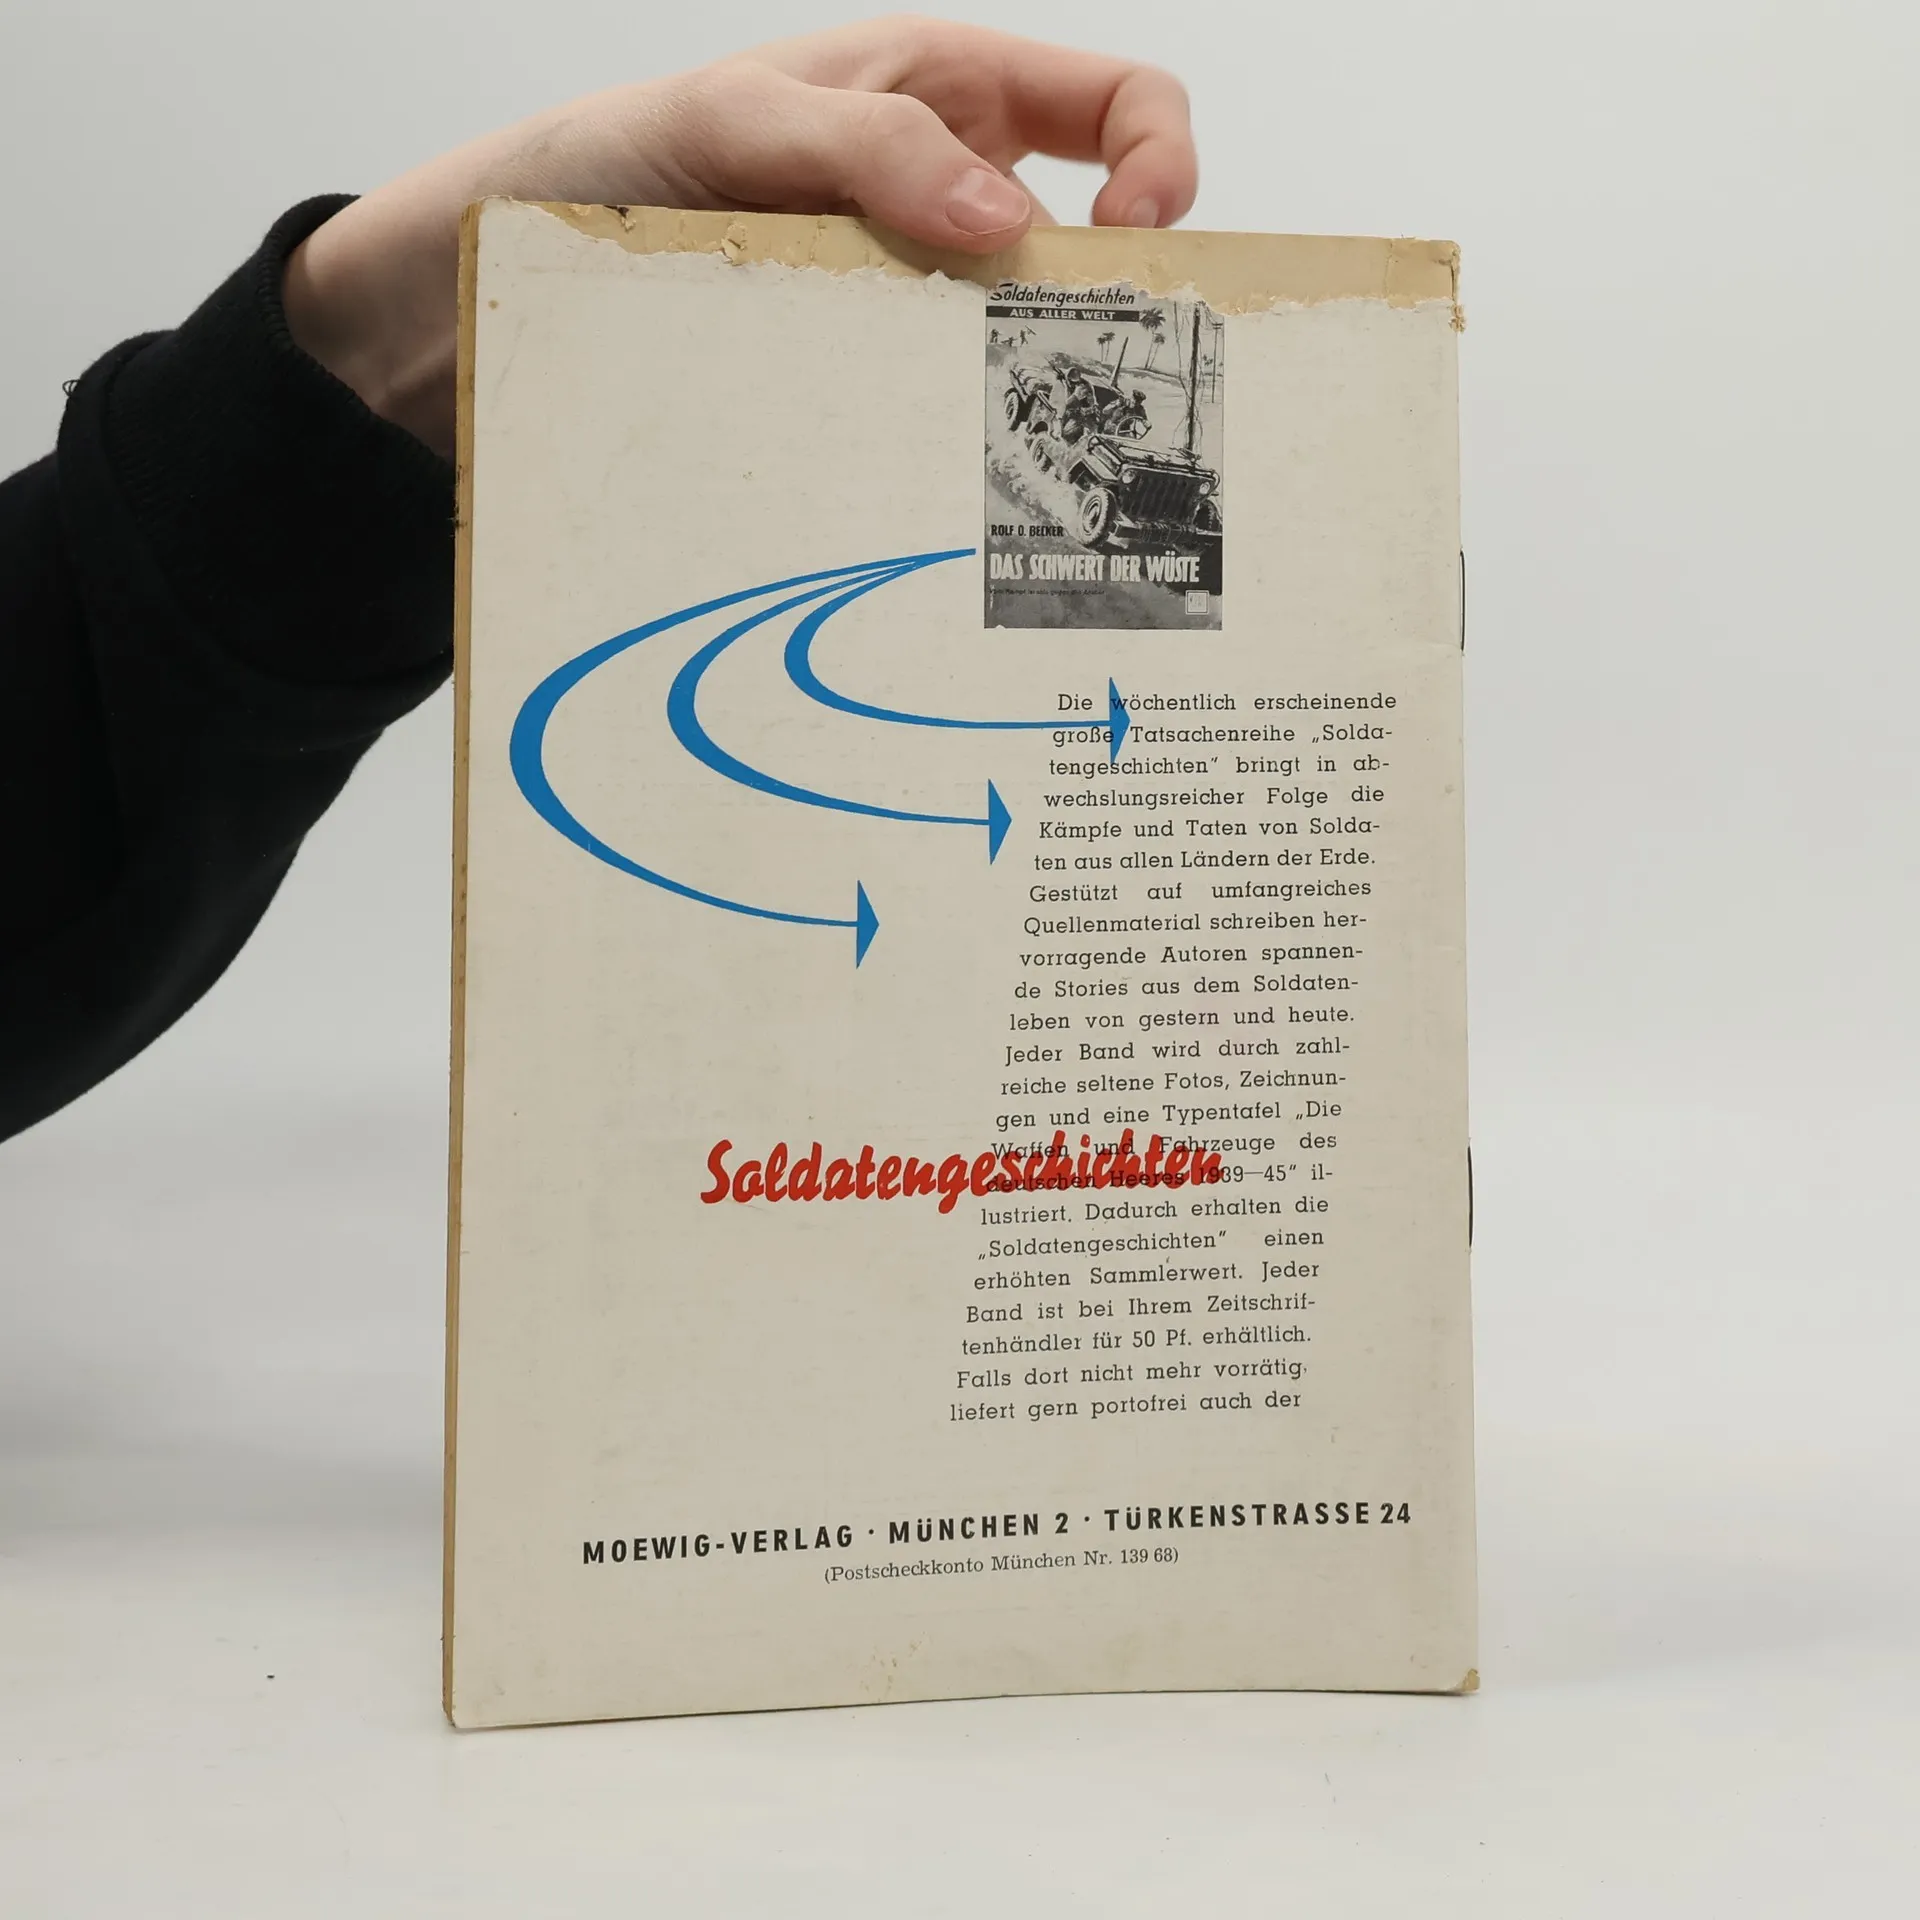 Soldatengeschichten
AUS ALLER WELT
ROLF O. BECKER
DAS SCHWERT DER WÜSTE
Die wöchentlich erscheinende
große Tatsachenreihe „Solda-
tengeschichten" bringt in ab-
wechslungsreicher Folge die
Kämpfe und Taten von Solda-
ten aus allen Ländern der Erde.
Gestützt auf umfangreiches
Quellenmaterial schreiben her-
vorragende Autoren spannen-
de Stories aus dem Soldaten-
leben von gestern und heute.
Jeder Band wird durch zahl-
reiche seltene Fotos, Zeichnun-
gen und eine Typentafel „Die
Waffen und Fahrzeuge des
deutschen Heeres 1939—45" il-
lustriert. Dadurch erhalten die
„Soldatengeschichten" einen
erhöhten Sammlerwert. Jeder
Band ist bei Ihrem Zeitschrif-
tenhändler für 50 Pf. erhältlich.
Falls dort nicht mehr vorrätig,
liefert gern portofrei auch der
Soldatengeschichten
MOEWIG-VERLAG · MÜNCHEN 2 · TÜRKENSTRASSE 24
(Postscheckkonto München Nr. 139 68)